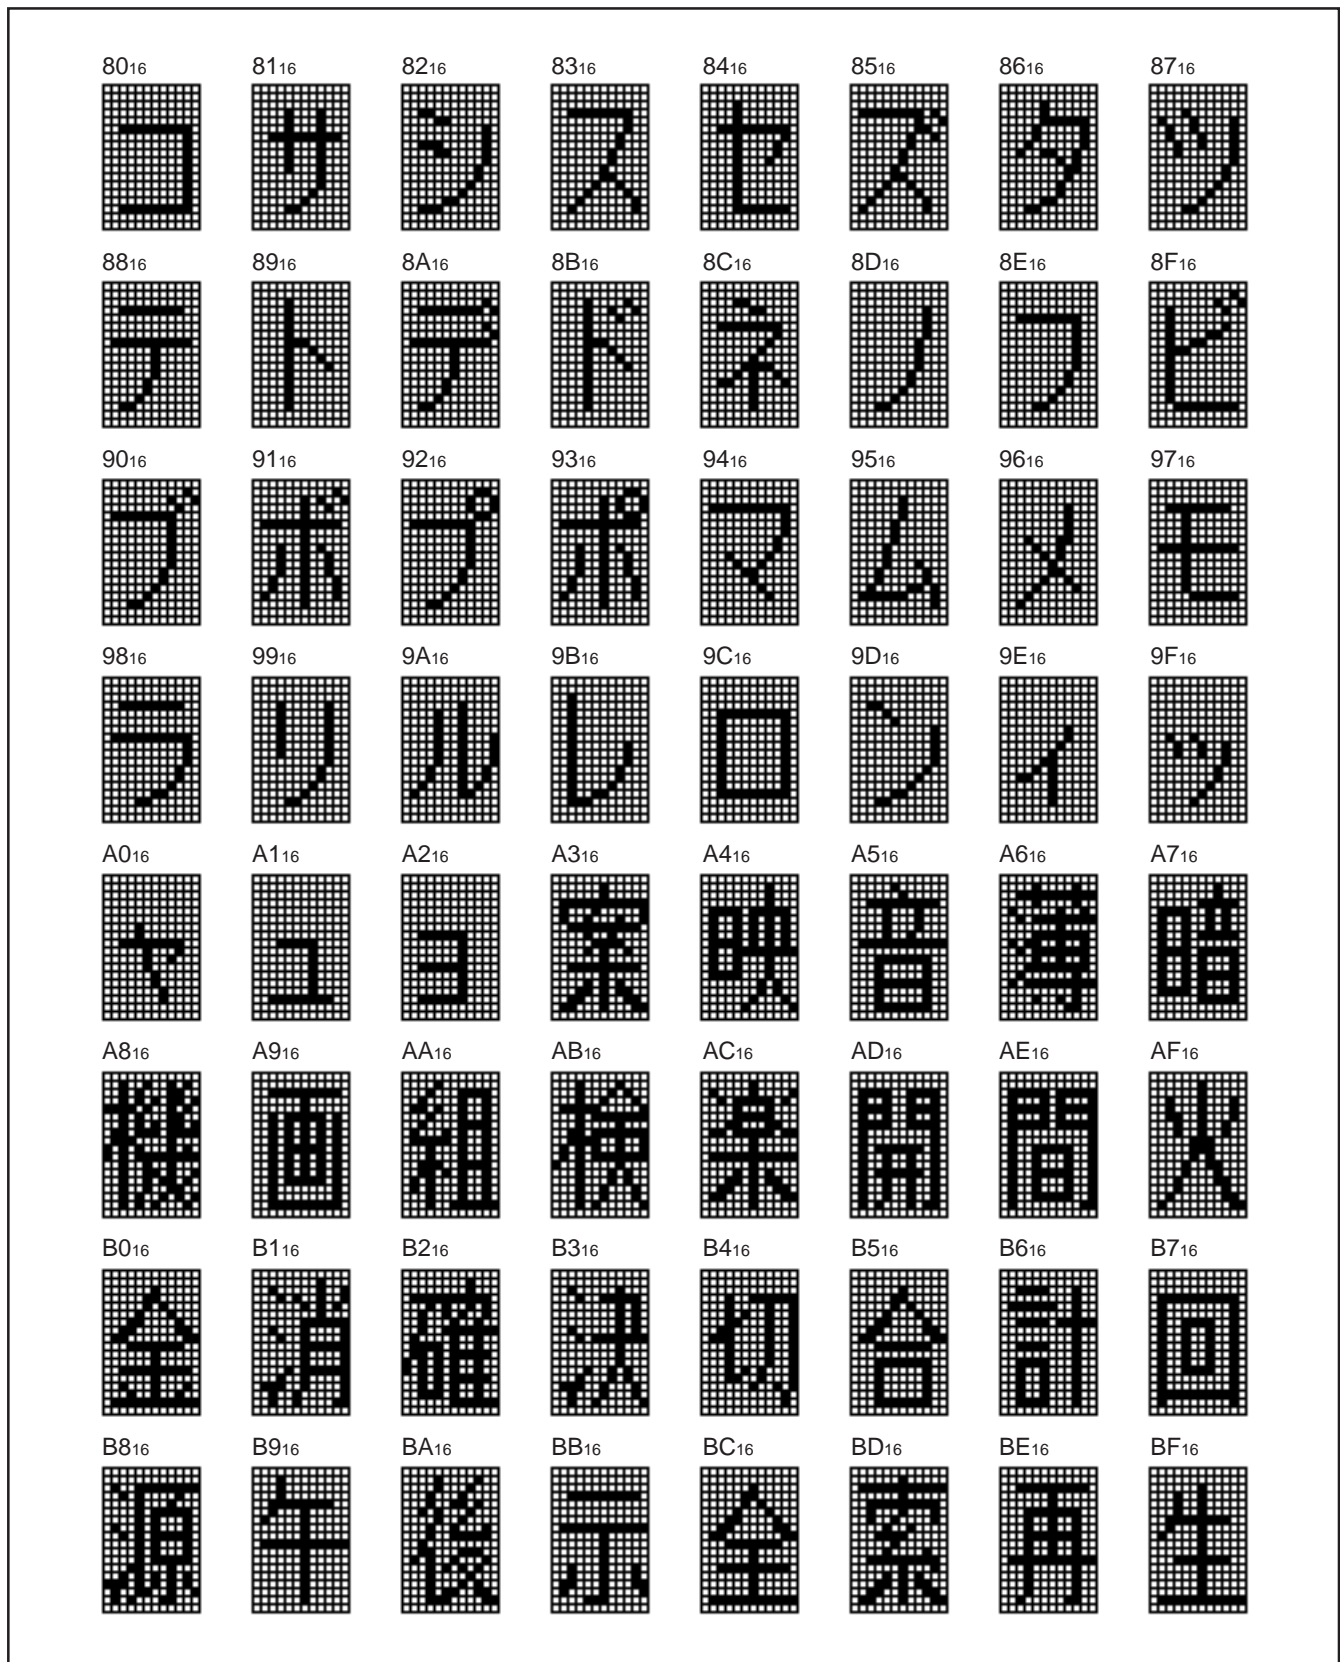 80₁₆ 81₁₆ 82₁₆ 83₁₆ 84₁₆ 85₁₆ 86₁₆ 87₁₆
コ サ シ ス セ ズ タ ツ
88₁₆ 89₁₆ 8A₁₆ 8B₁₆ 8C₁₆ 8D₁₆ 8E₁₆ 8F₁₆
テ ト デ ド ネ ノ フ ビ
90₁₆ 91₁₆ 92₁₆ 93₁₆ 94₁₆ 95₁₆ 96₁₆ 97₁₆
ブ ボ プ ポ マ ム メ モ
98₁₆ 99₁₆ 9A₁₆ 9B₁₆ 9C₁₆ 9D₁₆ 9E₁₆ 9F₁₆
ラ リ ル レ ロ ン ィ ッ
A0₁₆ A1₁₆ A2₁₆ A3₁₆ A4₁₆ A5₁₆ A6₁₆ A7₁₆
ャ ュ ョ 案 映 音 薄 暗
A8₁₆ A9₁₆ AA₁₆ AB₁₆ AC₁₆ AD₁₆ AE₁₆ AF₁₆
機 画 組 検 楽 開 間 火
B0₁₆ B1₁₆ B2₁₆ B3₁₆ B4₁₆ B5₁₆ B6₁₆ B7₁₆
金 消 確 決 切 合 計 回
B8₁₆ B9₁₆ BA₁₆ BB₁₆ BC₁₆ BD₁₆ BE₁₆ BF₁₆
源 午 後 示 全 索 再 生